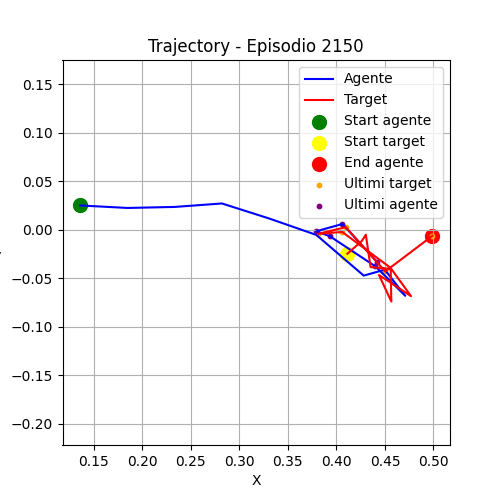 Trajectory - Episodio 2150
Agente
Target
Start agente
Start target
End agente
Ultimi target
Ultimi agente
0.15
0.10
0.05
0.00
−0.05
−0.10
−0.15
−0.20
0.15 0.20 0.25 0.30 0.35 0.40 0.45 0.50
X